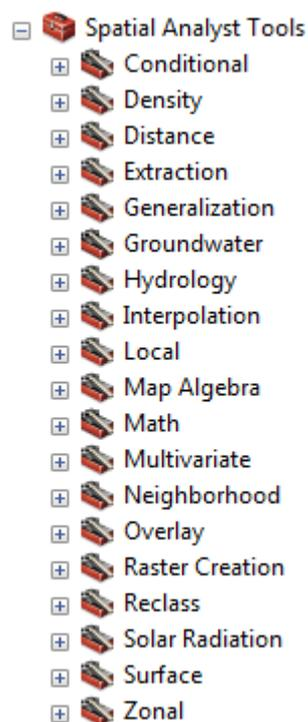 Spatial Analyst Tools
Conditional
Density
Distance
Extraction
Generalization
Groundwater
Hydrology
Interpolation
Local
Map Algebra
Math
Multivariate
Neighborhood
Overlay
Raster Creation
Reclass
Solar Radiation
Surface
Zonal